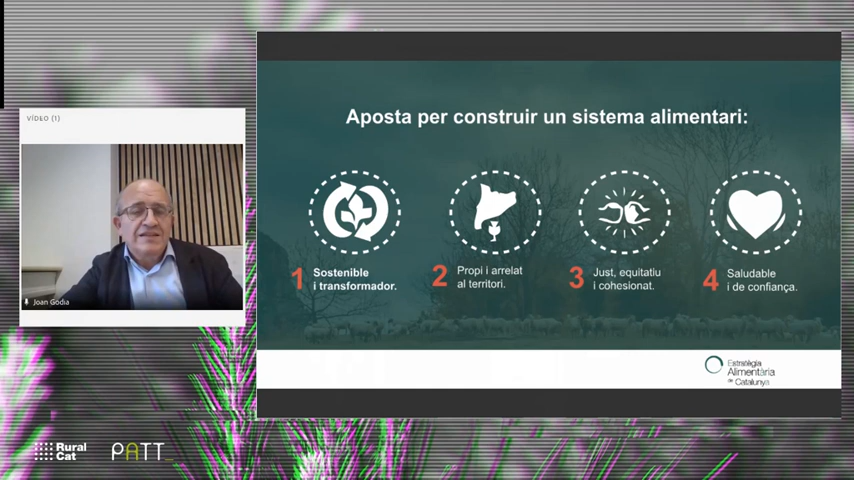 VÍDEO (1)
Joan Godia
Aposta per construir un sistema alimentari:
1 Sostenible
i transformador.
2 Propi i arrelat
al territori.
3 Just, equitatiu
i cohesionat.
4 Saludable
i de confiança.
Estratègia
Alimentària
de Catalunya
Rural
Cat
PATT_